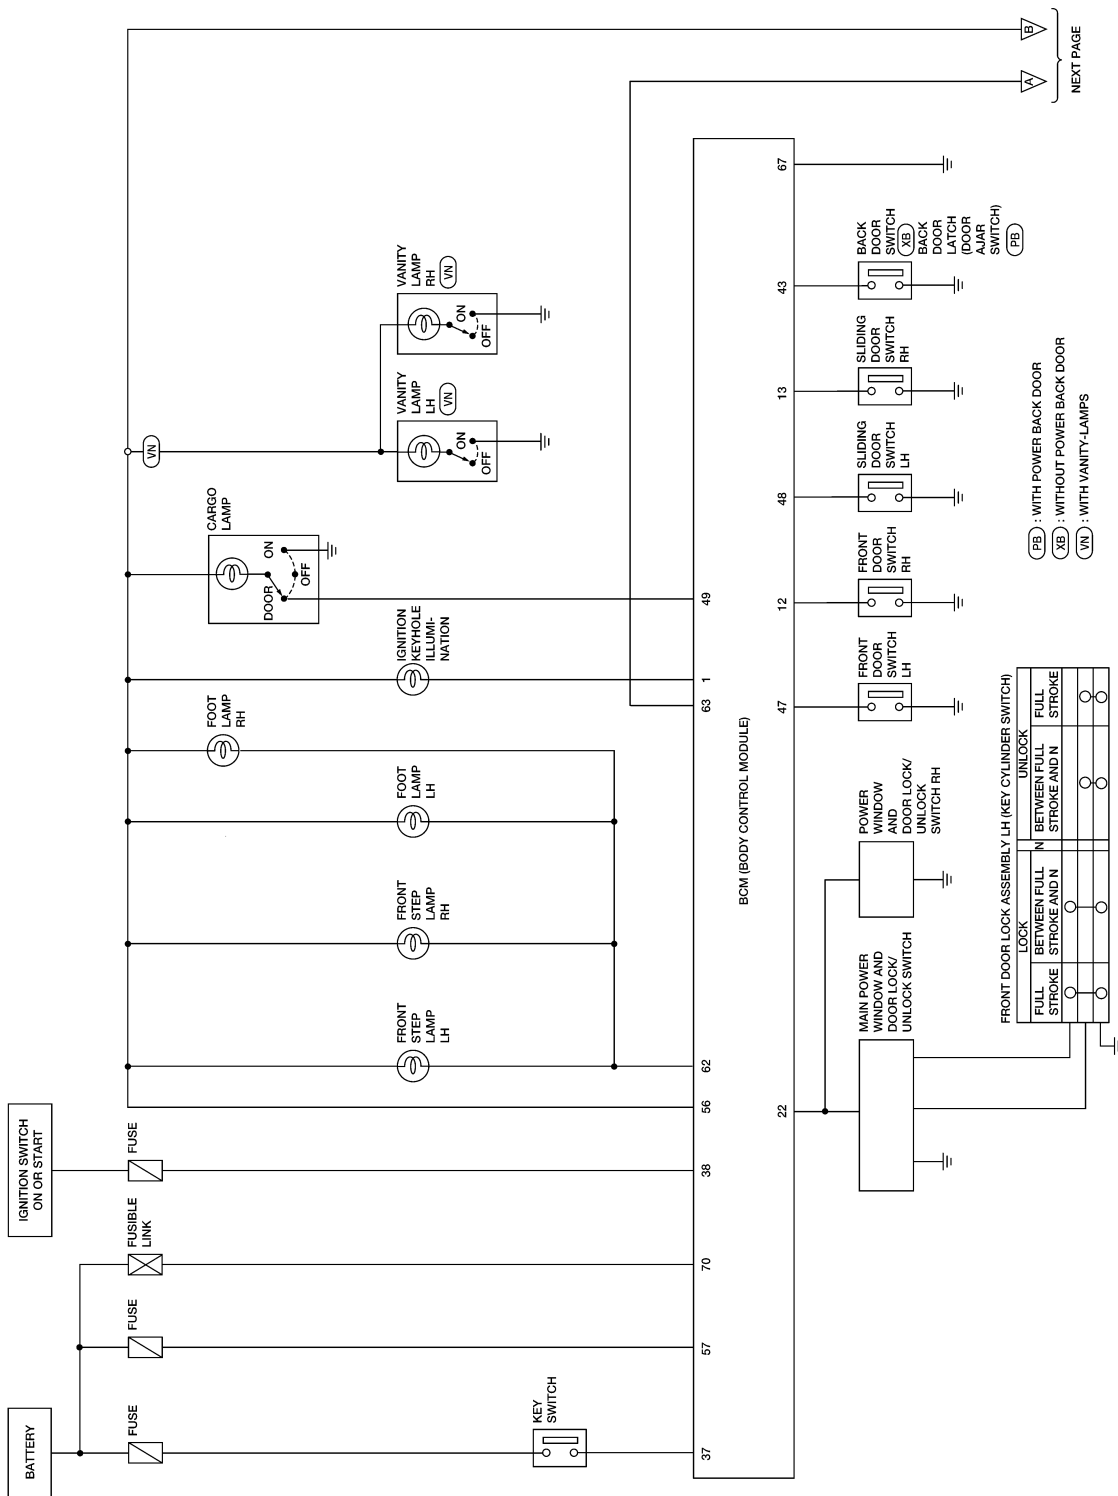 BATTERY
IGNITION SWITCH
ON OR START
FUSE
FUSE
FUSIBLE
LINK
FUSE
FRONT
STEP
LAMP
LH
FRONT
STEP
LAMP
RH
FOOT
LAMP
LH
FOOT
LAMP
RH
IGNITION
KEYHOLE
ILLUMI-
NATION
CARGO
LAMP
DOOR
ON
OFF
VN
VANITY
LAMP
LH
VN
ON
OFF
VANITY
LAMP
RH
VN
ON
OFF
B
A
NEXT PAGE
KEY
SWITCH
37
57
70
38
56
62
63
1
49
BCM (BODY CONTROL MODULE)
22
47
12
48
13
43
67
MAIN POWER
WINDOW AND
DOOR LOCK/
UNLOCK SWITCH
POWER
WINDOW
AND
DOOR LOCK/
UNLOCK
SWITCH RH
FRONT
DOOR
SWITCH
LH
FRONT
DOOR
SWITCH
RH
SLIDING
DOOR
SWITCH
LH
SLIDING
DOOR
SWITCH
RH
BACK
DOOR
SWITCH
XB
BACK
DOOR
LATCH
(DOOR
AJAR
SWITCH)
PB
FRONT DOOR LOCK ASSEMBLY LH (KEY CYLINDER SWITCH)
LOCK N UNLOCK
FULL
STROKE
BETWEEN FULL
STROKE AND N
BETWEEN FULL
STROKE AND N
FULL
STROKE
PB : WITH POWER BACK DOOR
XB : WITHOUT POWER BACK DOOR
VN : WITH VANITY-LAMPS